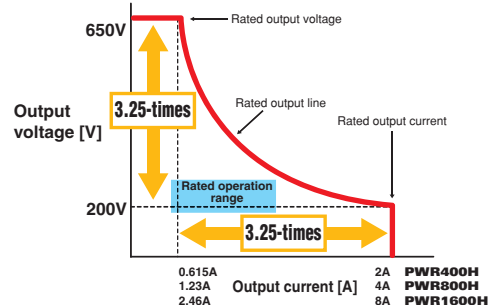 Rated output voltage
650V
3.25-times
Output
voltage [V]
Rated output line
Rated output current
Rated operation
range
200V
3.25-times
0.615A 2A PWR400H
1.23A Output current [A] 4A PWR800H
2.46A 8A PWR1600H